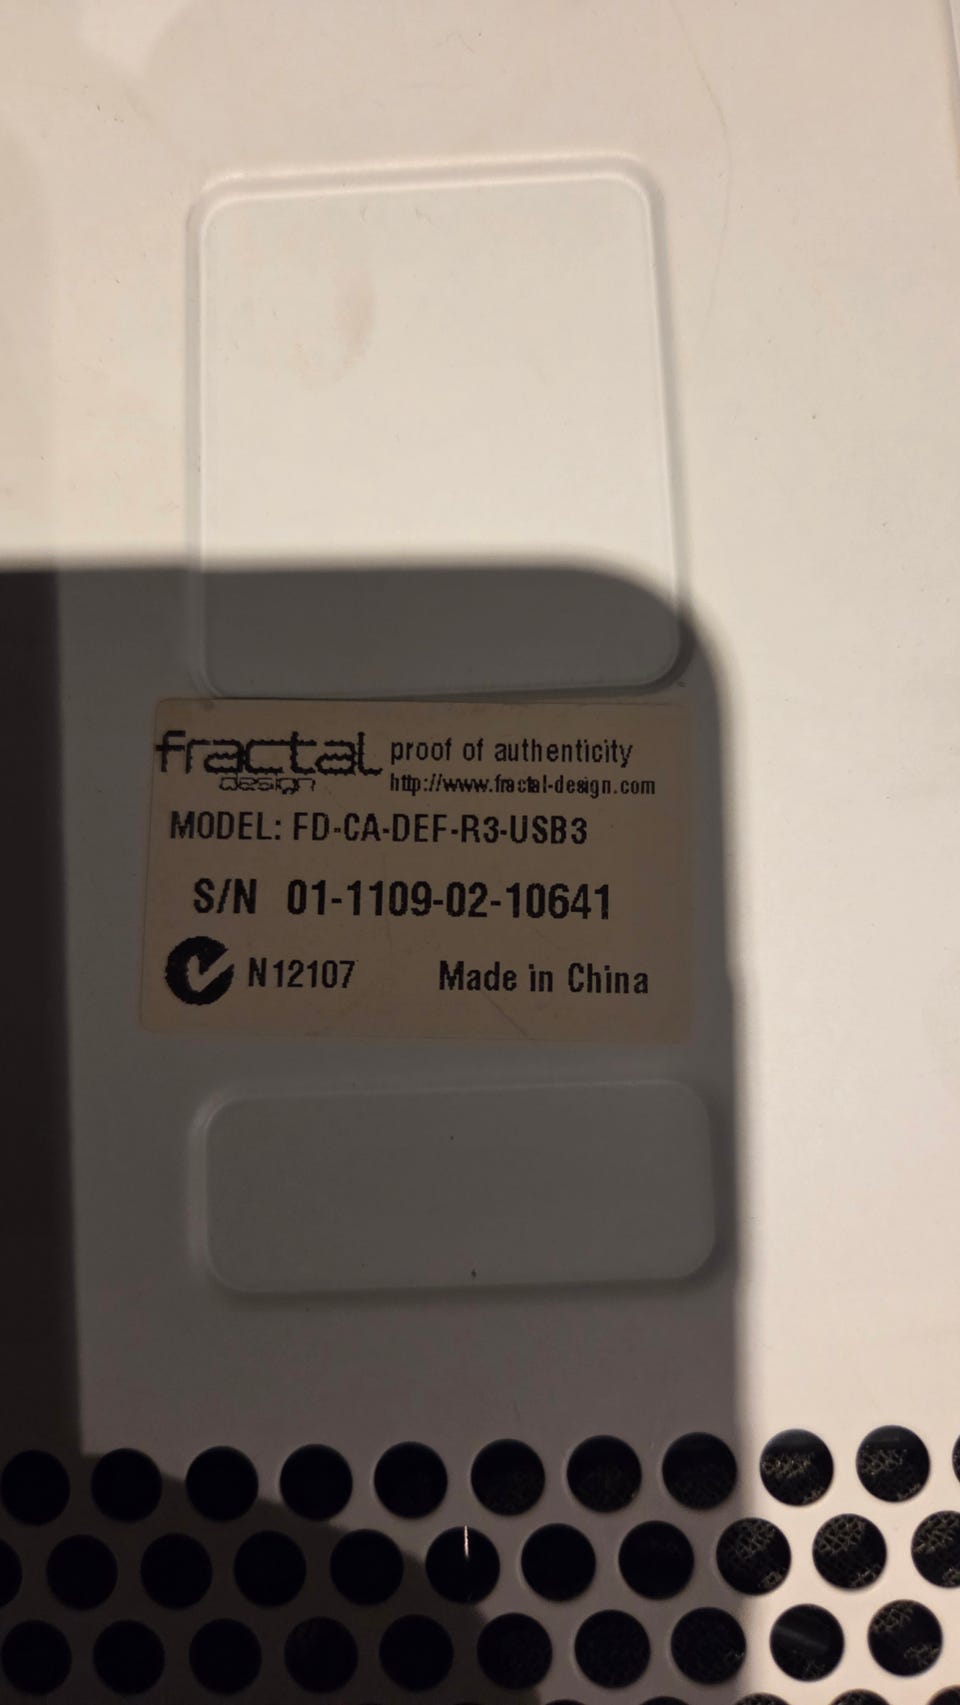 fractal proof of authenticity
design http://www.fractal-design.com
MODEL: FD-CA-DEF-R3-USB3
S/N 01-1109-02-10641
N12107 Made in China